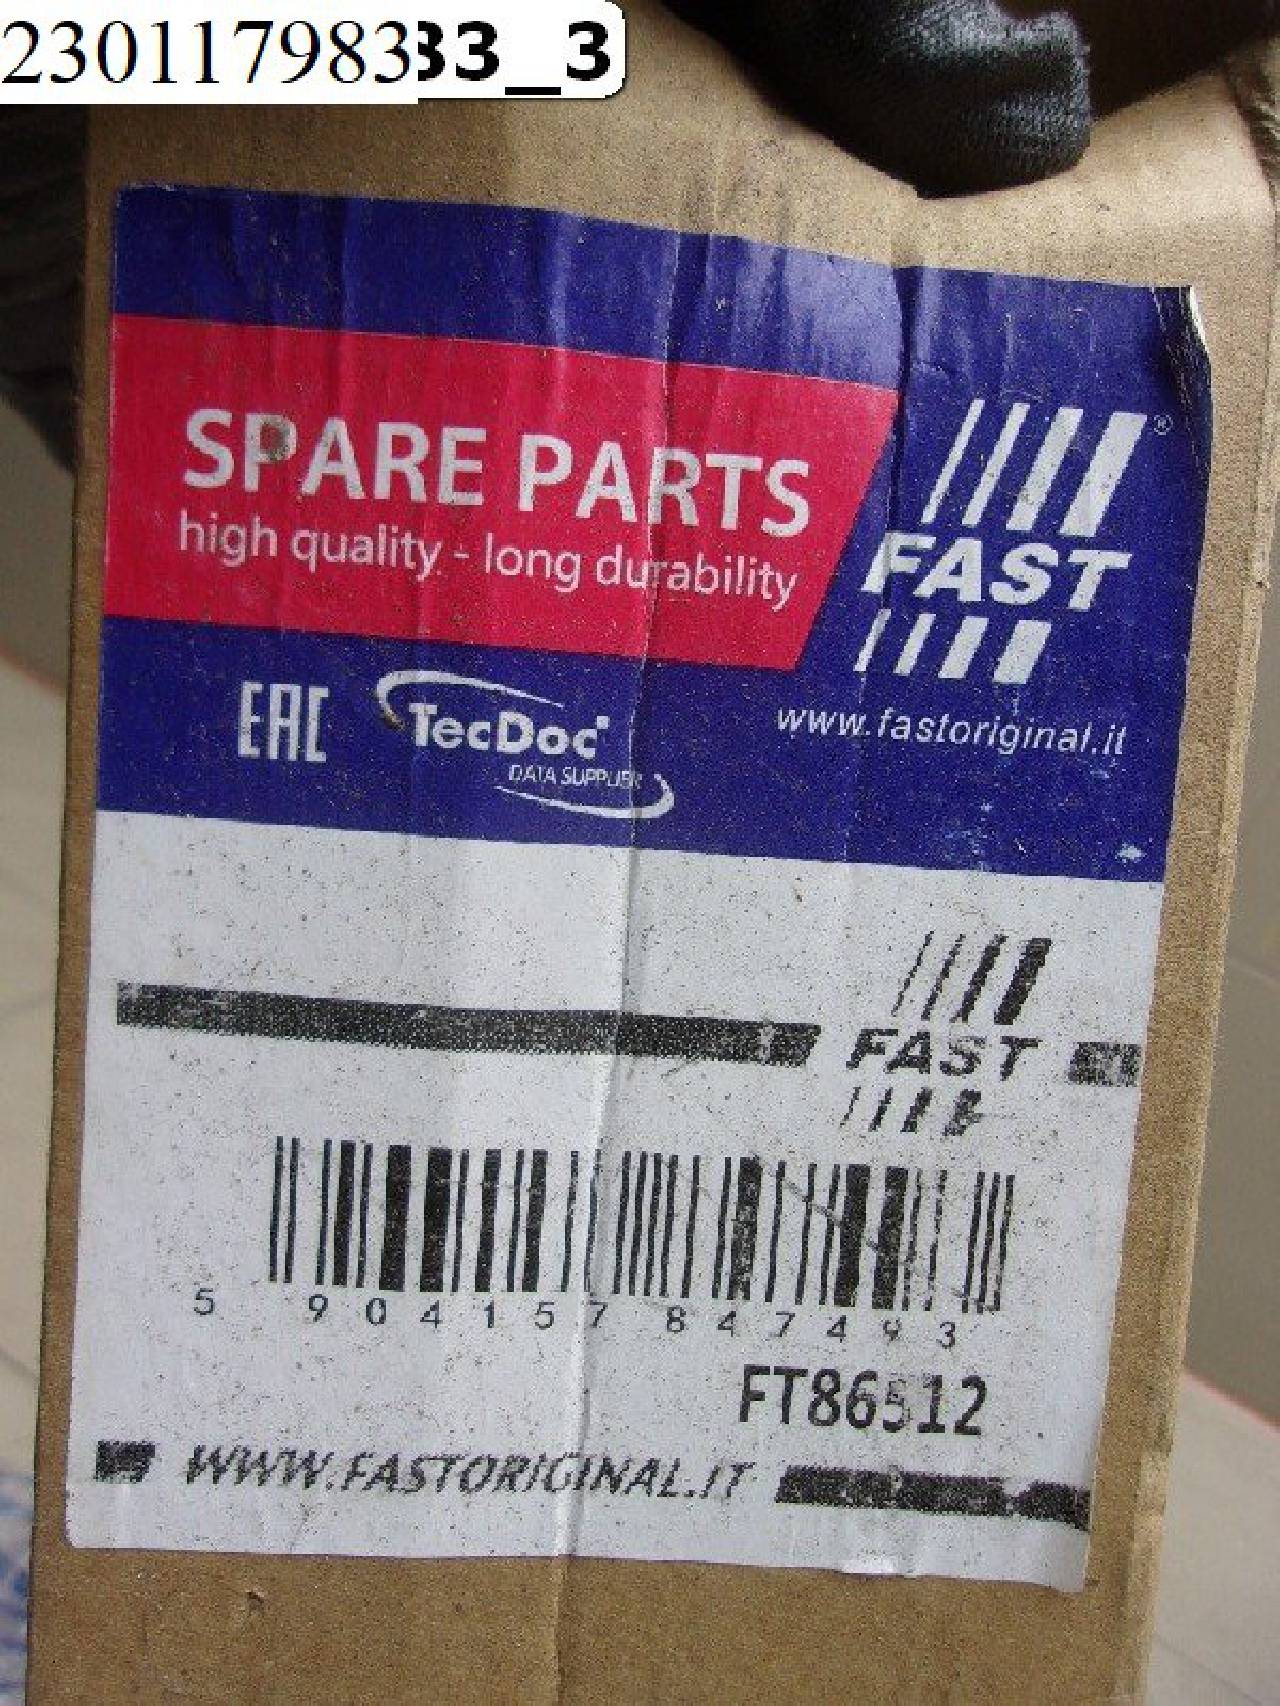 23011798333_3
SPARE PARTS
high quality - long durability
FAST ®
www.fastoriginal.it
EAC
TecDoc
DATA SUPPLIER
FAST
5 904157 847493
FT86512
WWW.FASTORIGINAL.IT